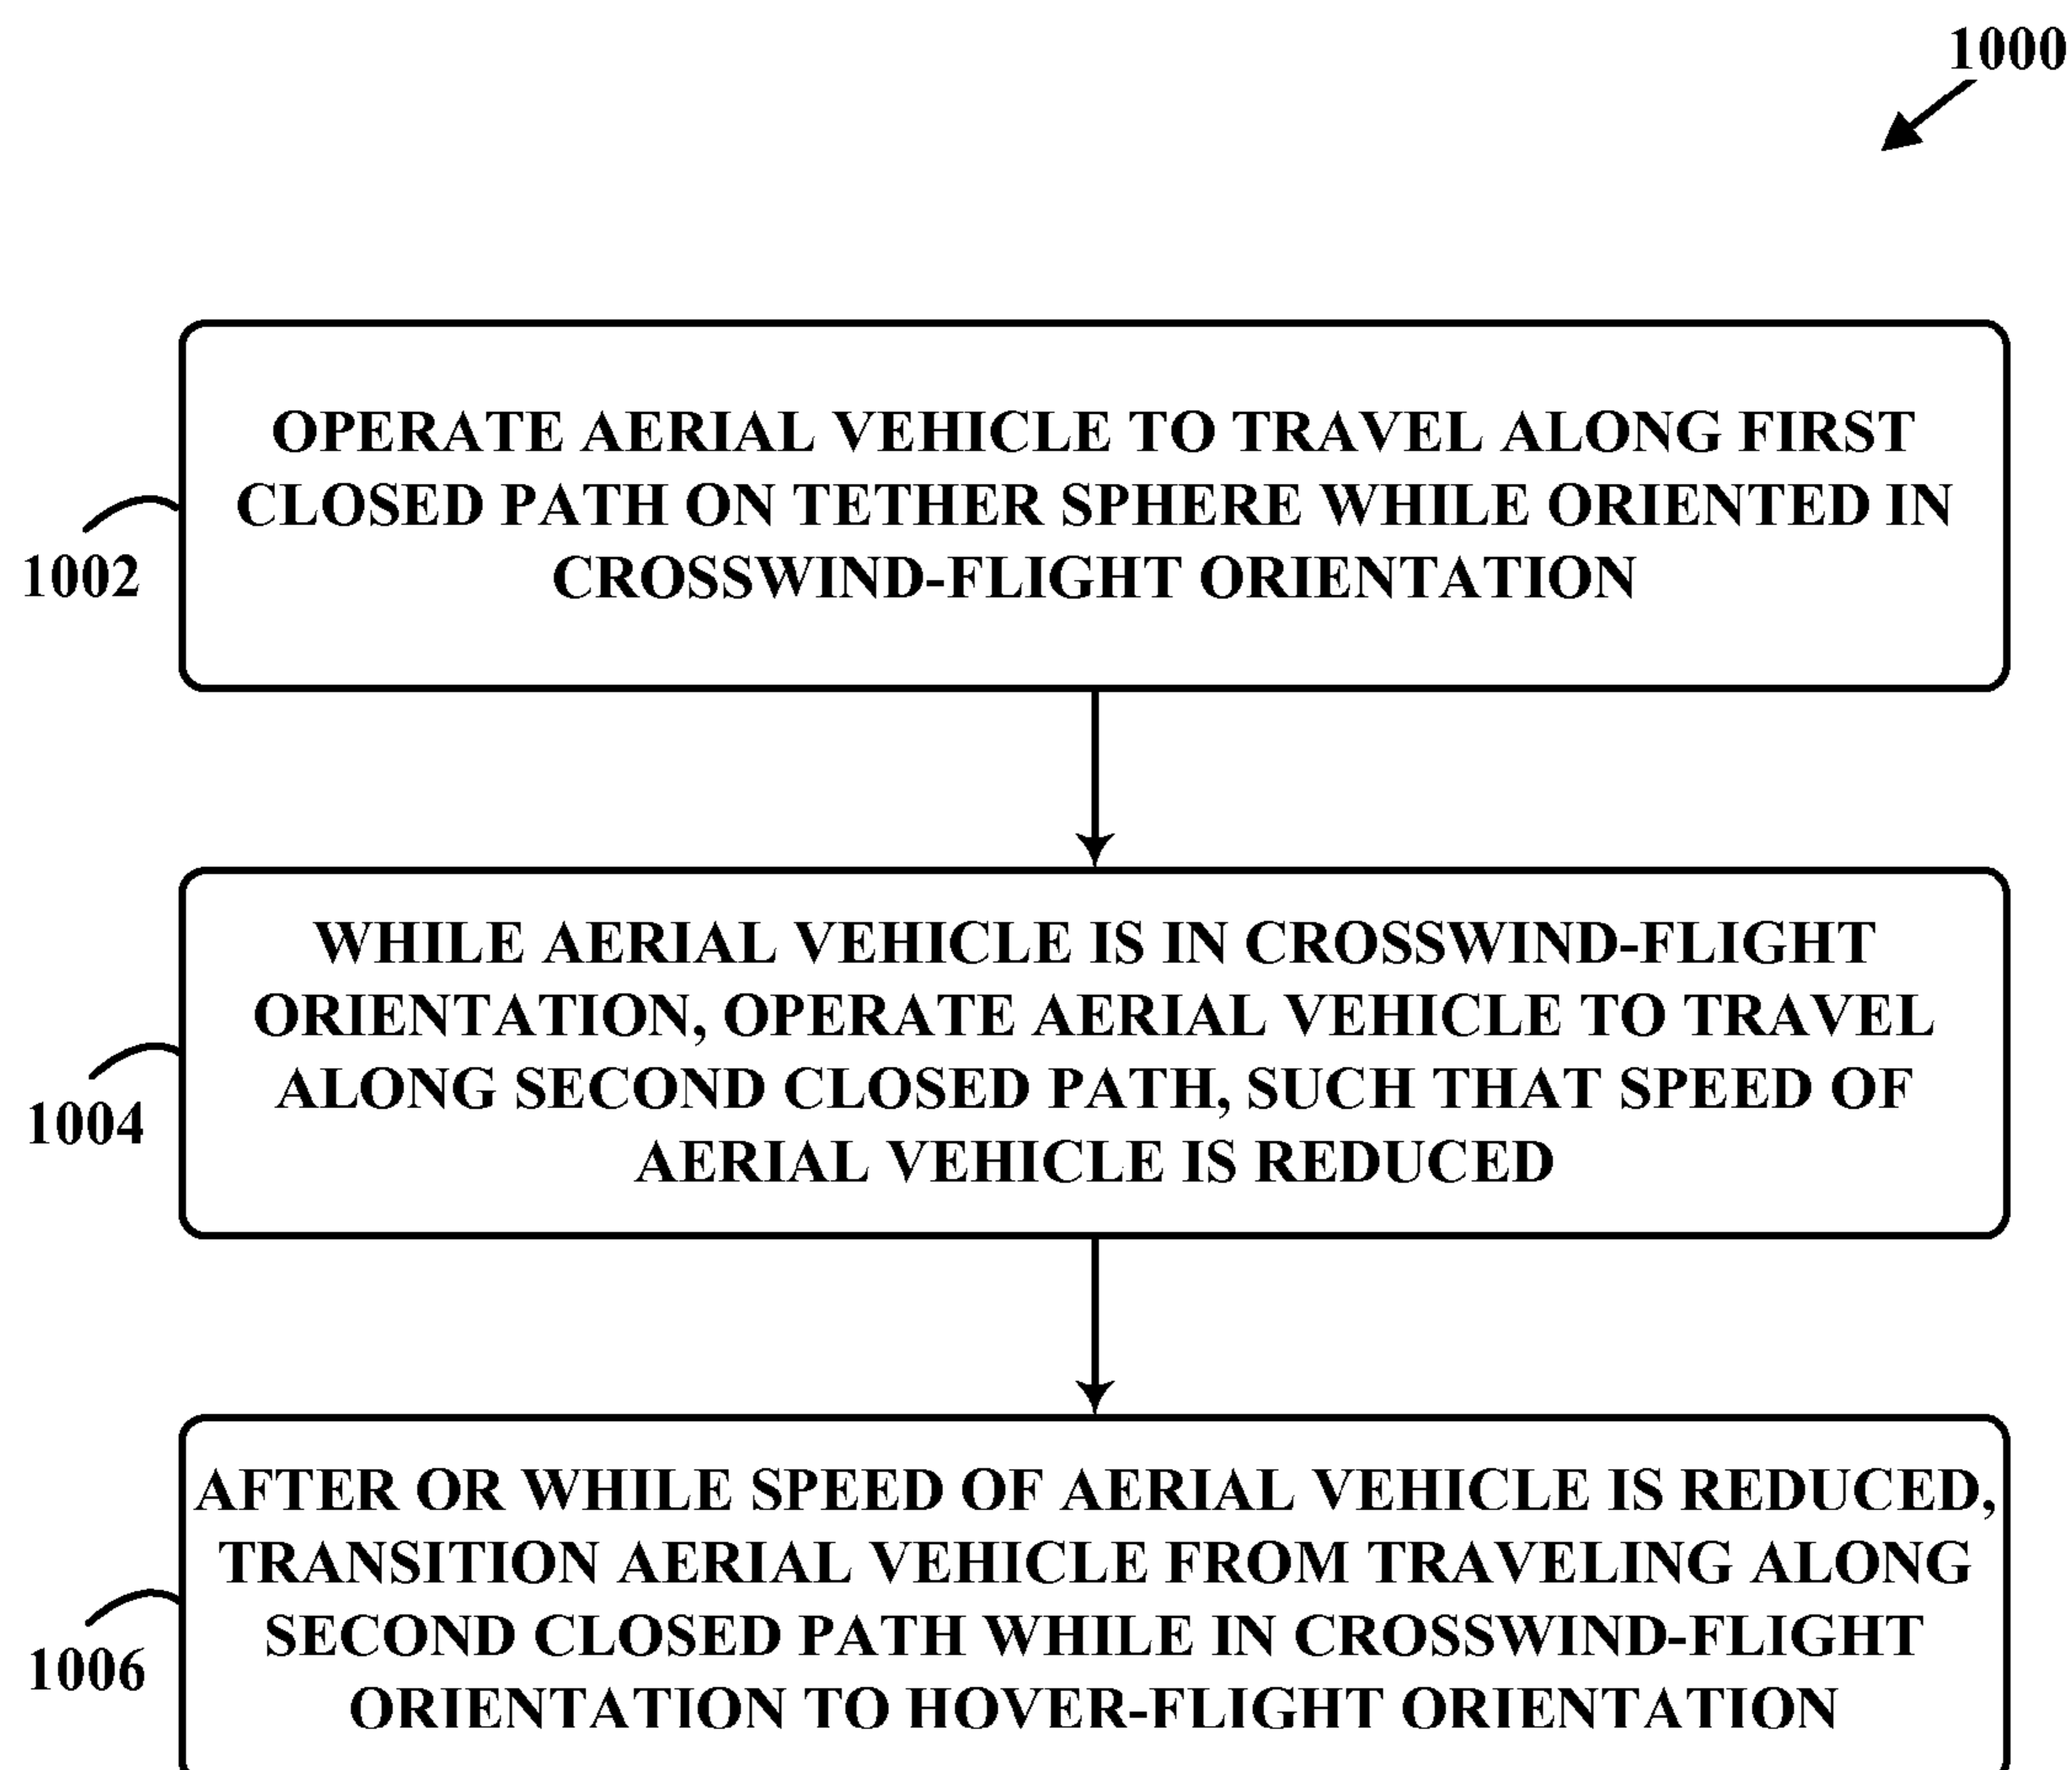 1000
OPERATE AERIAL VEHICLE TO TRAVEL ALONG FIRST
CLOSED PATH ON TETHER SPHERE WHILE ORIENTED IN
CROSSWIND-FLIGHT ORIENTATION
1002
WHILE AERIAL VEHICLE IS IN CROSSWIND-FLIGHT
ORIENTATION, OPERATE AERIAL VEHICLE TO TRAVEL
ALONG SECOND CLOSED PATH, SUCH THAT SPEED OF
AERIAL VEHICLE IS REDUCED
1004
AFTER OR WHILE SPEED OF AERIAL VEHICLE IS REDUCED,
TRANSITION AERIAL VEHICLE FROM TRAVELING ALONG
SECOND CLOSED PATH WHILE IN CROSSWIND-FLIGHT
ORIENTATION TO HOVER-FLIGHT ORIENTATION
1006